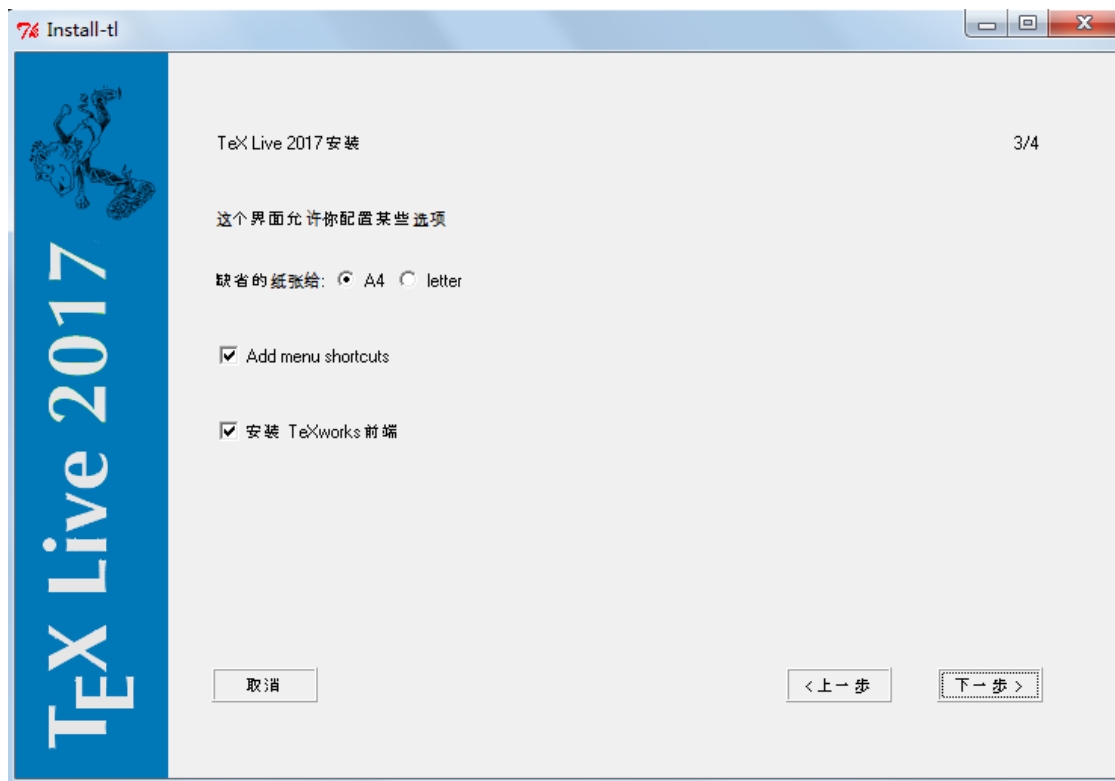 Install-tl
TeX Live 2017
TeX Live 2017安装 3/4
这个界面允许你配置某些选项
缺省的纸张给: A4 letter
Add menu shortcuts
安装 TeXworks前端
取消 <上一步 下一步>